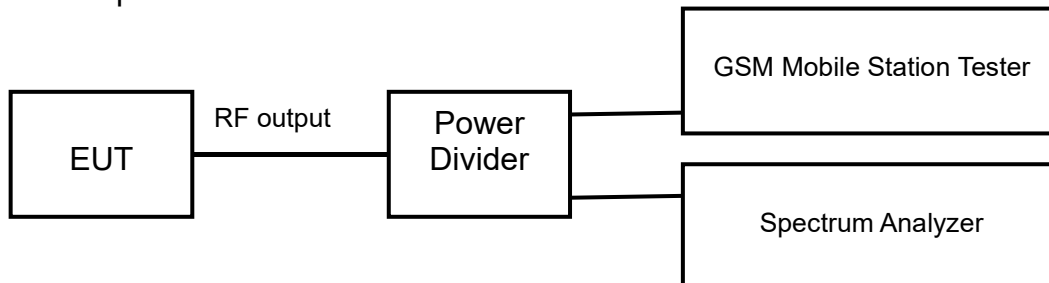 GSM Mobile Station Tester
RF output
EUT
Power
Divider
Spectrum Analyzer